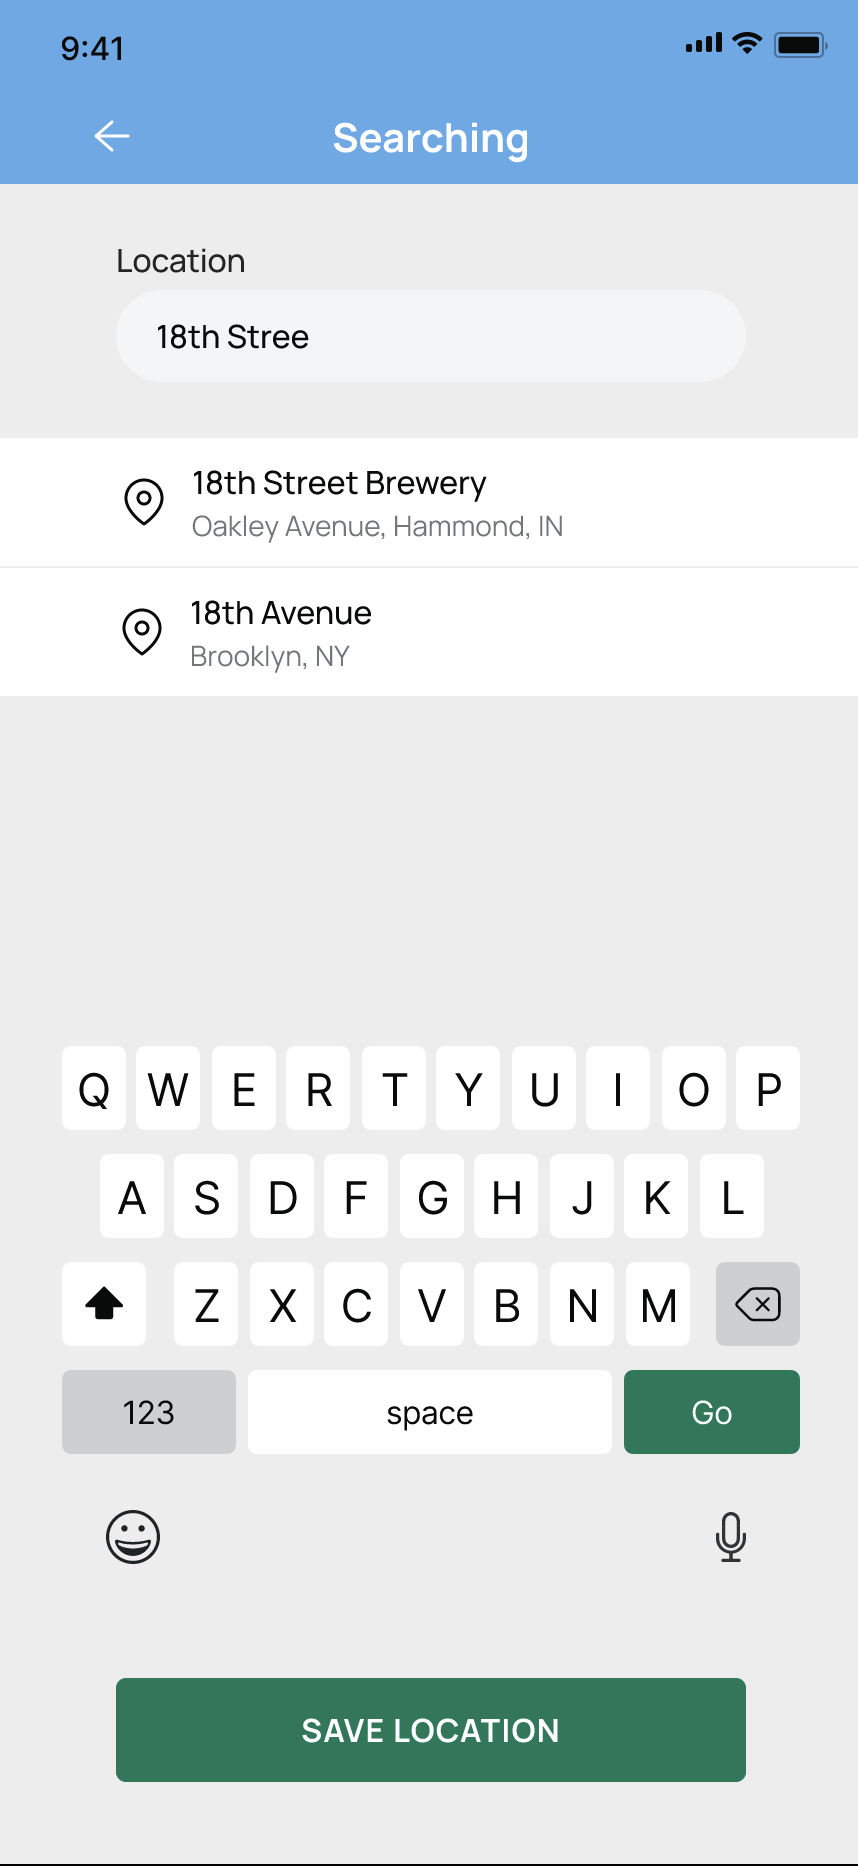 9:41
Searching
Location
18th Stree
18th Street Brewery
Oakley Avenue, Hammond, IN
18th Avenue
Brooklyn, NY
Q W E R T Y U I O P
A S D F G H J K L
Z X C V B N M
123 space Go
SAVE LOCATION